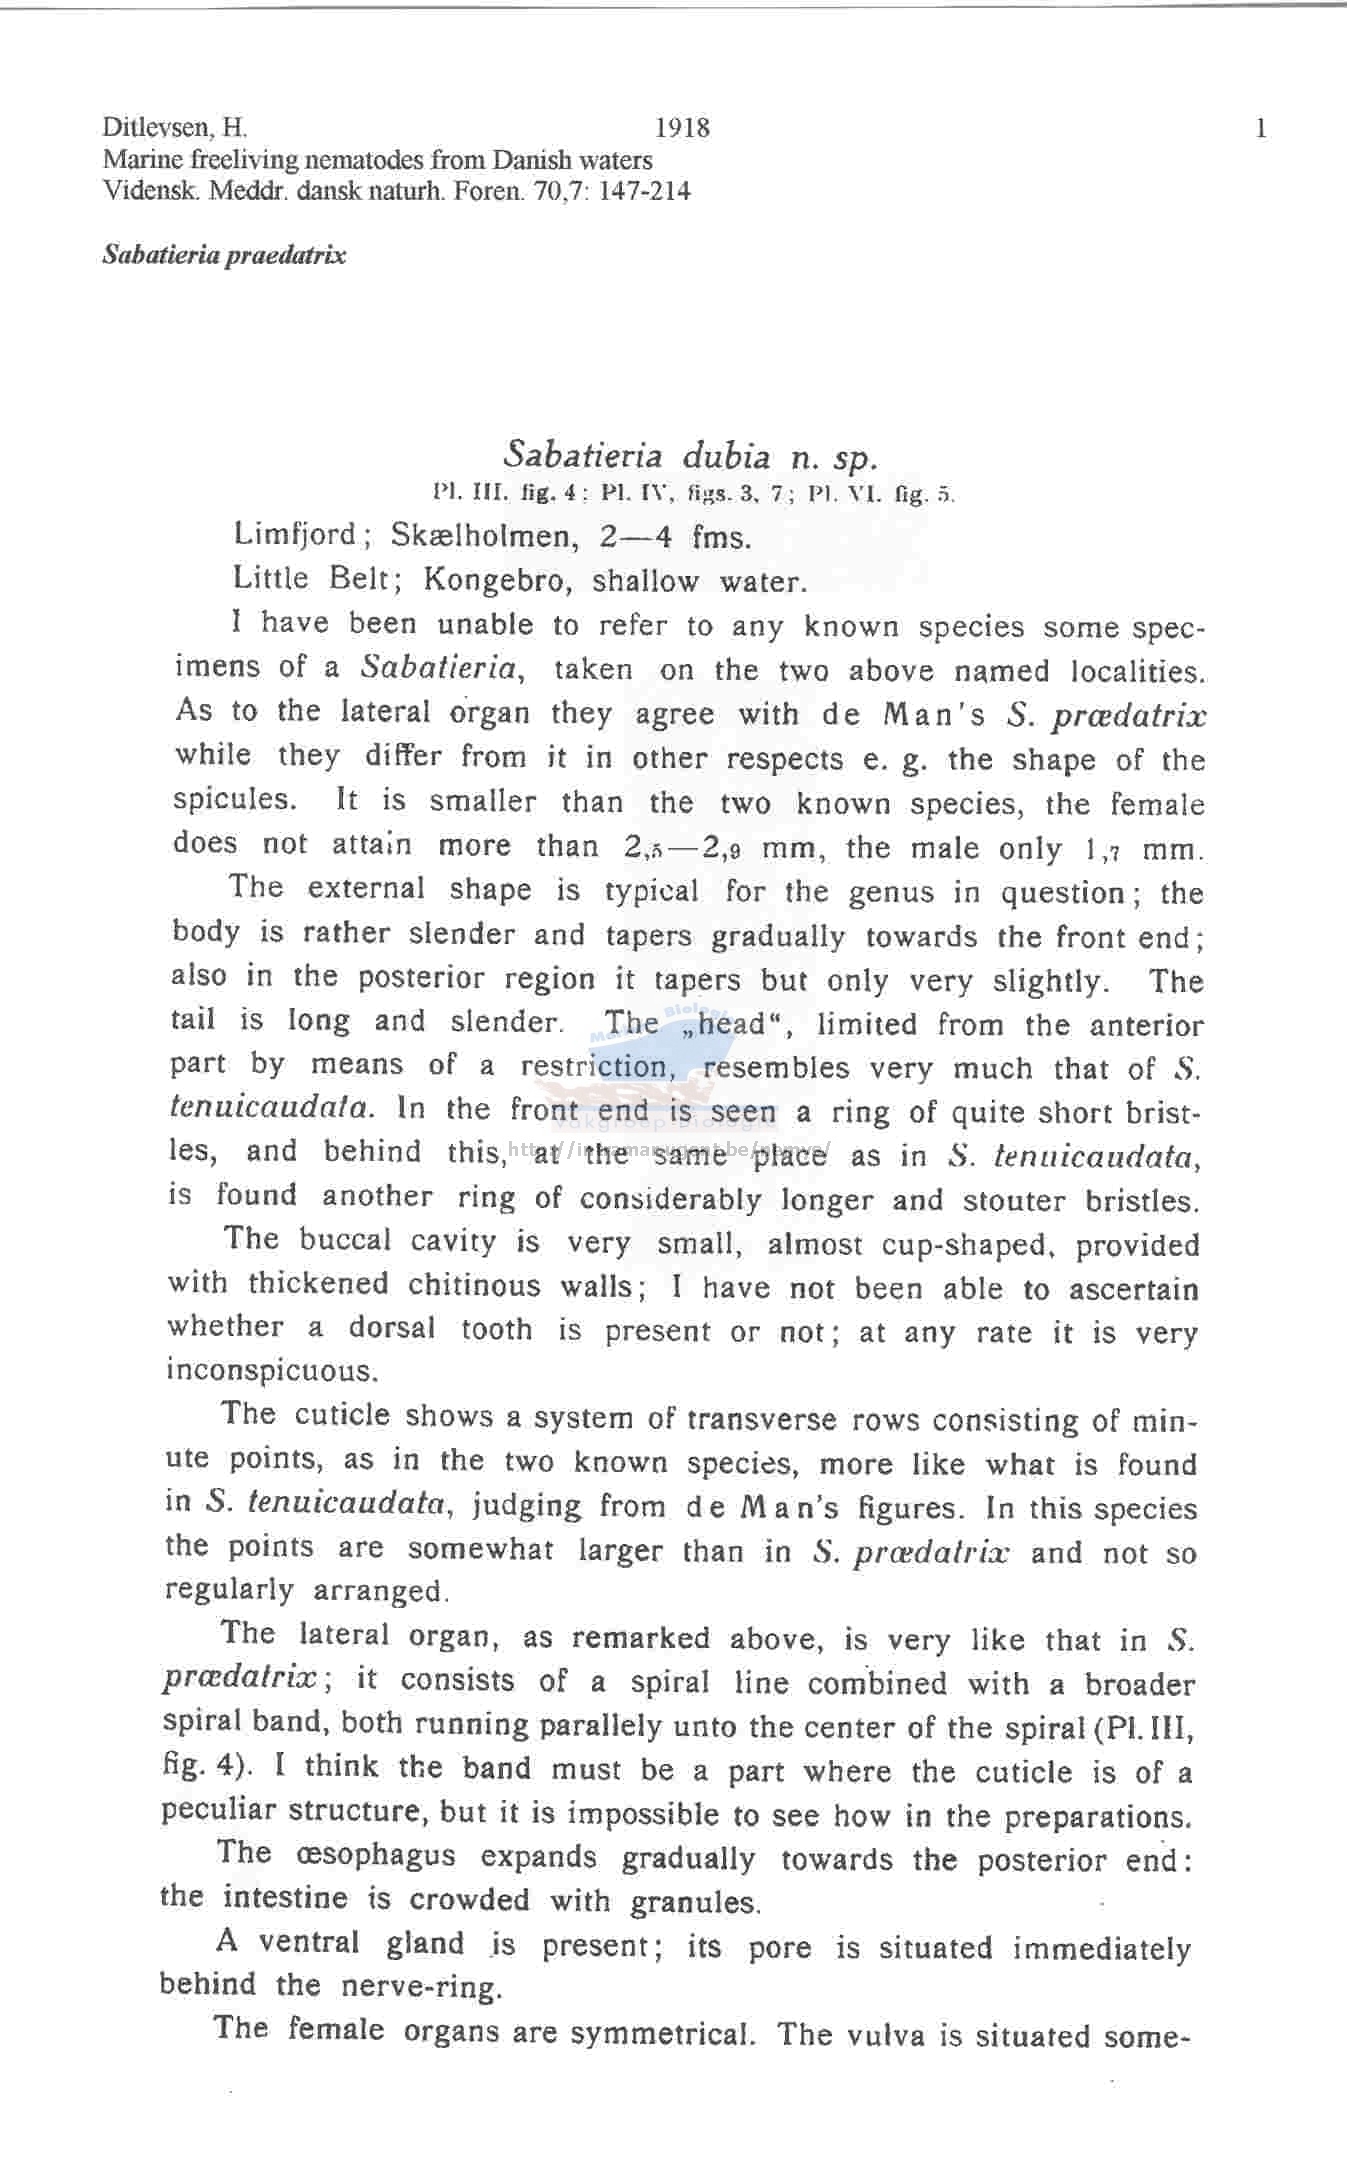 Ditlevsen, H. 1918 1
Marine freeliving nematodes from Danish waters
Vidensk. Meddr. dansk naturh. Foren. 70,7: 147-214
Sabatieria praedatrix
Sabatieria dubia n. sp.
Pl. III. fig. 4; Pl. IV, figs. 3, 7; Pl. VI. fig. 5.
Limfjord; Skælholmen, 2—4 fms.
Little Belt; Kongebro, shallow water.
I have been unable to refer to any known species some spec-
imens of a Sabatieria, taken on the two above named localities.
As to the lateral organ they agree with de Man's S. prædatrix
while they differ from it in other respects e. g. the shape of the
spicules. It is smaller than the two known species, the female
does not attain more than 2,5—2,9 mm, the male only 1,7 mm.
The external shape is typical for the genus in question; the
body is rather slender and tapers gradually towards the front end;
also in the posterior region it tapers but only very slightly. The
tail is long and slender. The „head“, limited from the anterior
part by means of a restriction, resembles very much that of S.
tenuicaudata. In the front end is seen a ring of quite short brist-
les, and behind this, at the same place as in S. tenuicaudata,
is found another ring of considerably longer and stouter bristles.
The buccal cavity is very small, almost cup-shaped, provided
with thickened chitinous walls; I have not been able to ascertain
whether a dorsal tooth is present or not; at any rate it is very
inconspicuous.
The cuticle shows a system of transverse rows consisting of min-
ute points, as in the two known species, more like what is found
in S. tenuicaudata, judging from de Man's figures. In this species
the points are somewhat larger than in S. prædatrix and not so
regularly arranged.
The lateral organ, as remarked above, is very like that in S.
prædatrix; it consists of a spiral line combined with a broader
spiral band, both running parallely unto the center of the spiral (Pl. III,
fig. 4). I think the band must be a part where the cuticle is of a
peculiar structure, but it is impossible to see how in the preparations.
The œsophagus expands gradually towards the posterior end:
the intestine is crowded with granules.
A ventral gland is present; its pore is situated immediately
behind the nerve-ring.
The female organs are symmetrical. The vulva is situated some-